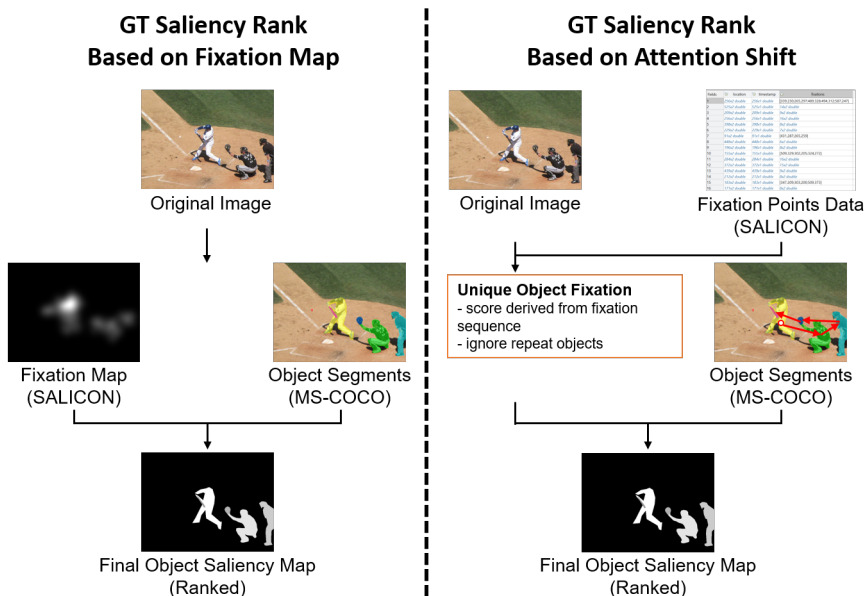 GT Saliency Rank
Based on Fixation Map
Original Image
Fixation Map
(SALICON)
Object Segments
(MS-COCO)
Final Object Saliency Map
(Ranked)
GT Saliency Rank
Based on Attention Shift
Original Image
Fixation Points Data
(SALICON)
Unique Object Fixation
- score derived from fixation
sequence
- ignore repeat objects
Object Segments
(MS-COCO)
Final Object Saliency Map
(Ranked)